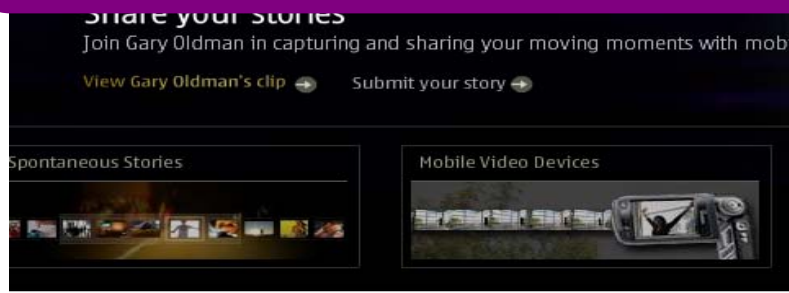 Share your stories
Join Gary Oldman in capturing and sharing your moving moments with mob
View Gary Oldman's clip
Submit your story
Spontaneous Stories
Mobile Video Devices